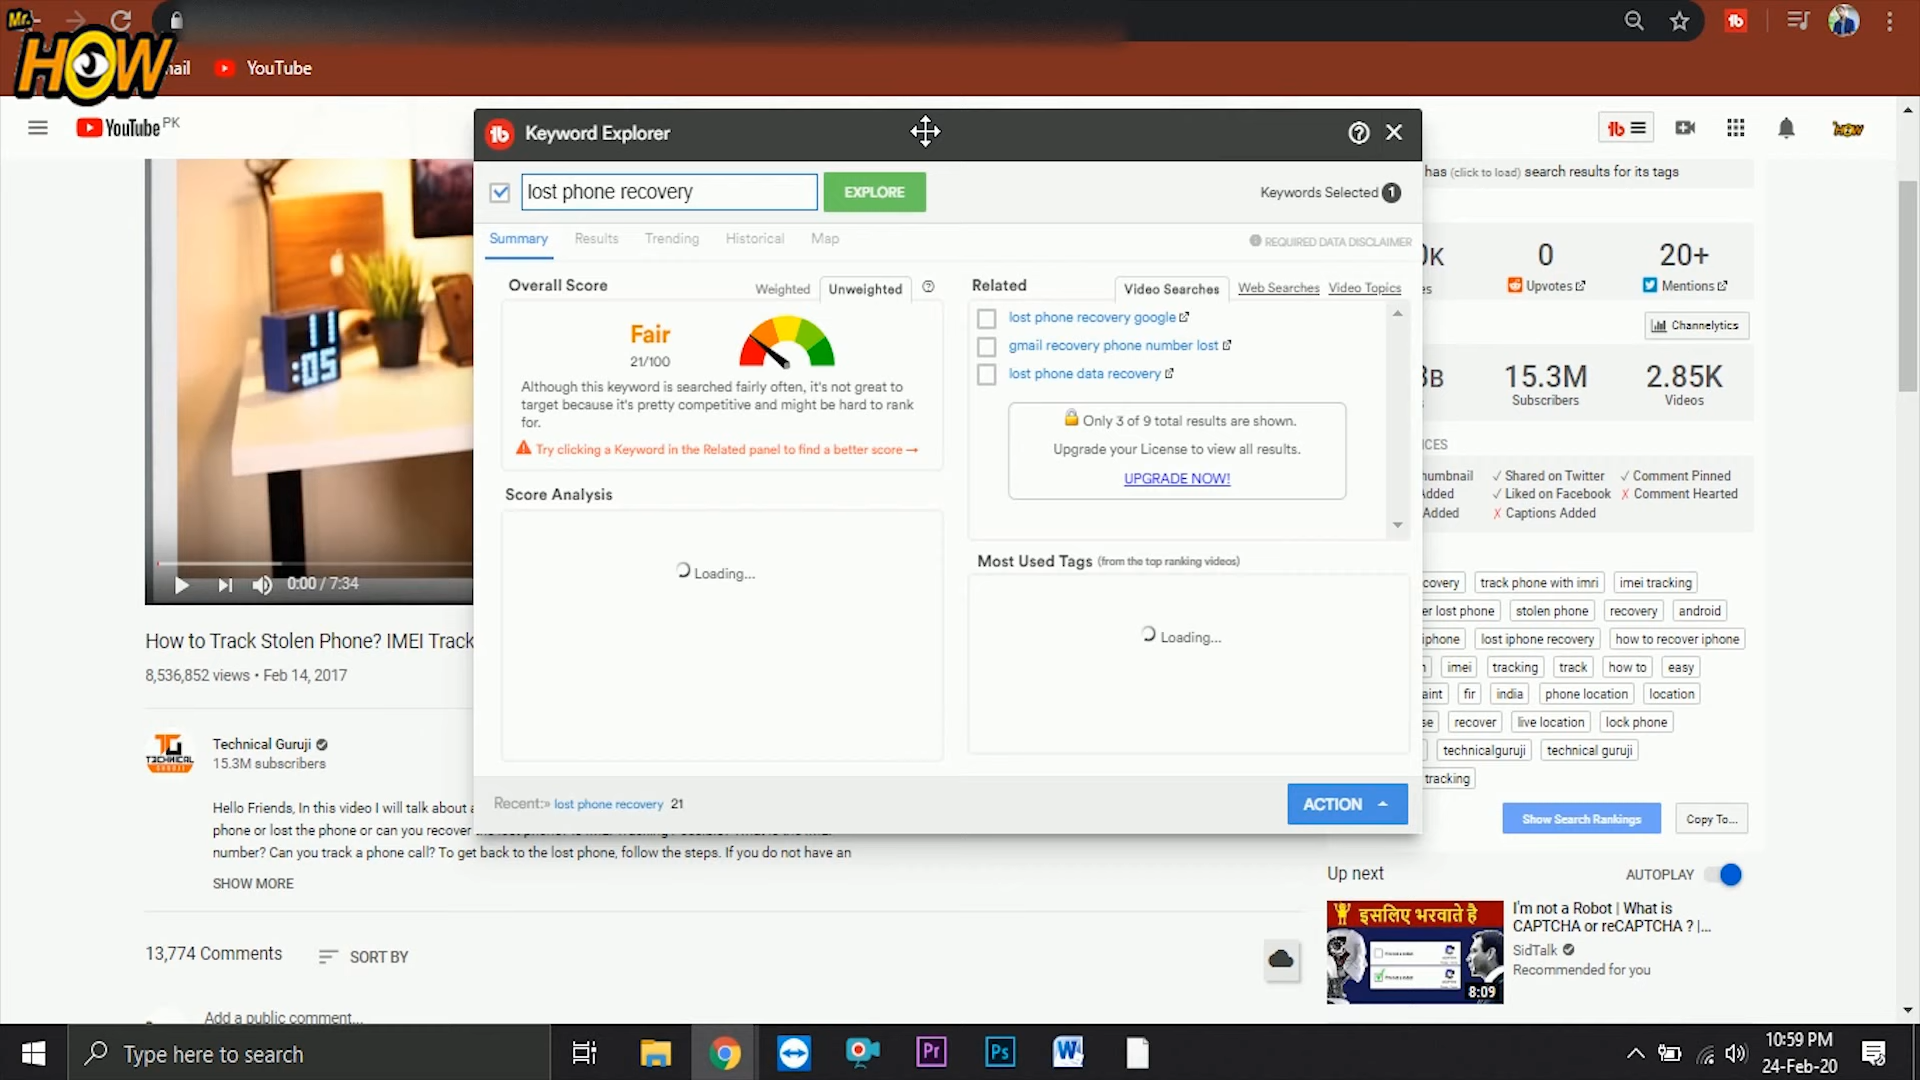 Mr.
HOW
ail
YouTube
YouTube PK
Keyword Explorer
lost phone recovery
EXPLORE
Keywords Selected 1
Summary
Results
Trending
Historical
Map
REQUIRED DATA DISCLAIMER
Overall Score
Weighted
Unweighted
Fair
21/100
Although this keyword is searched fairly often, it's not great to
target because it's pretty competitive and might be hard to rank
for.
Try clicking a Keyword in the Related panel to find a better score →
Score Analysis
Loading...
Related
Video Searches
Web Searches
Video Topics
lost phone recovery google
gmail recovery phone number lost
lost phone data recovery
Only 3 of 9 total results are shown.
Upgrade your License to view all results.
UPGRADE NOW!
Most Used Tags (from the top ranking videos)
Loading...
Recent:» lost phone recovery 21
ACTION
has (click to load) search results for its tags
0
20+
Upvotes
Mentions
Channelytics
15.3M
2.85K
Subscribers
Videos
✓ Shared on Twitter ✓ Comment Pinned
✓ Liked on Facebook ✗ Comment Hearted
✗ Captions Added
track phone with imri imei tracking
lost phone stolen phone recovery android
iphone lost iphone recovery how to recover iphone
imei tracking track how to easy
fir india phone location location
recover live location lock phone
technicalguruji technical guruji
tracking
Show Search Rankings
Copy To...
11
:05
0:00 / 7:34
How to Track Stolen Phone? IMEI Track
8,536,852 views • Feb 14, 2017
TG
TECHNICAL
GURUJI
Technical Guruji
15.3M subscribers
Hello Friends, In this video I will talk about
phone or lost the phone or can you recover
number? Can you track a phone call? To get back to the lost phone, follow the steps. If you do not have an
SHOW MORE
13,774 Comments
SORT BY
Add a public comment...
Up next
AUTOPLAY
इसलिए भरवाते है
8:09
I'm not a Robot | What is
CAPTCHA or reCAPTCHA ? |...
SidTalk
Recommended for you
Type here to search
Pr
Ps
W
10:59 PM
24-Feb-20